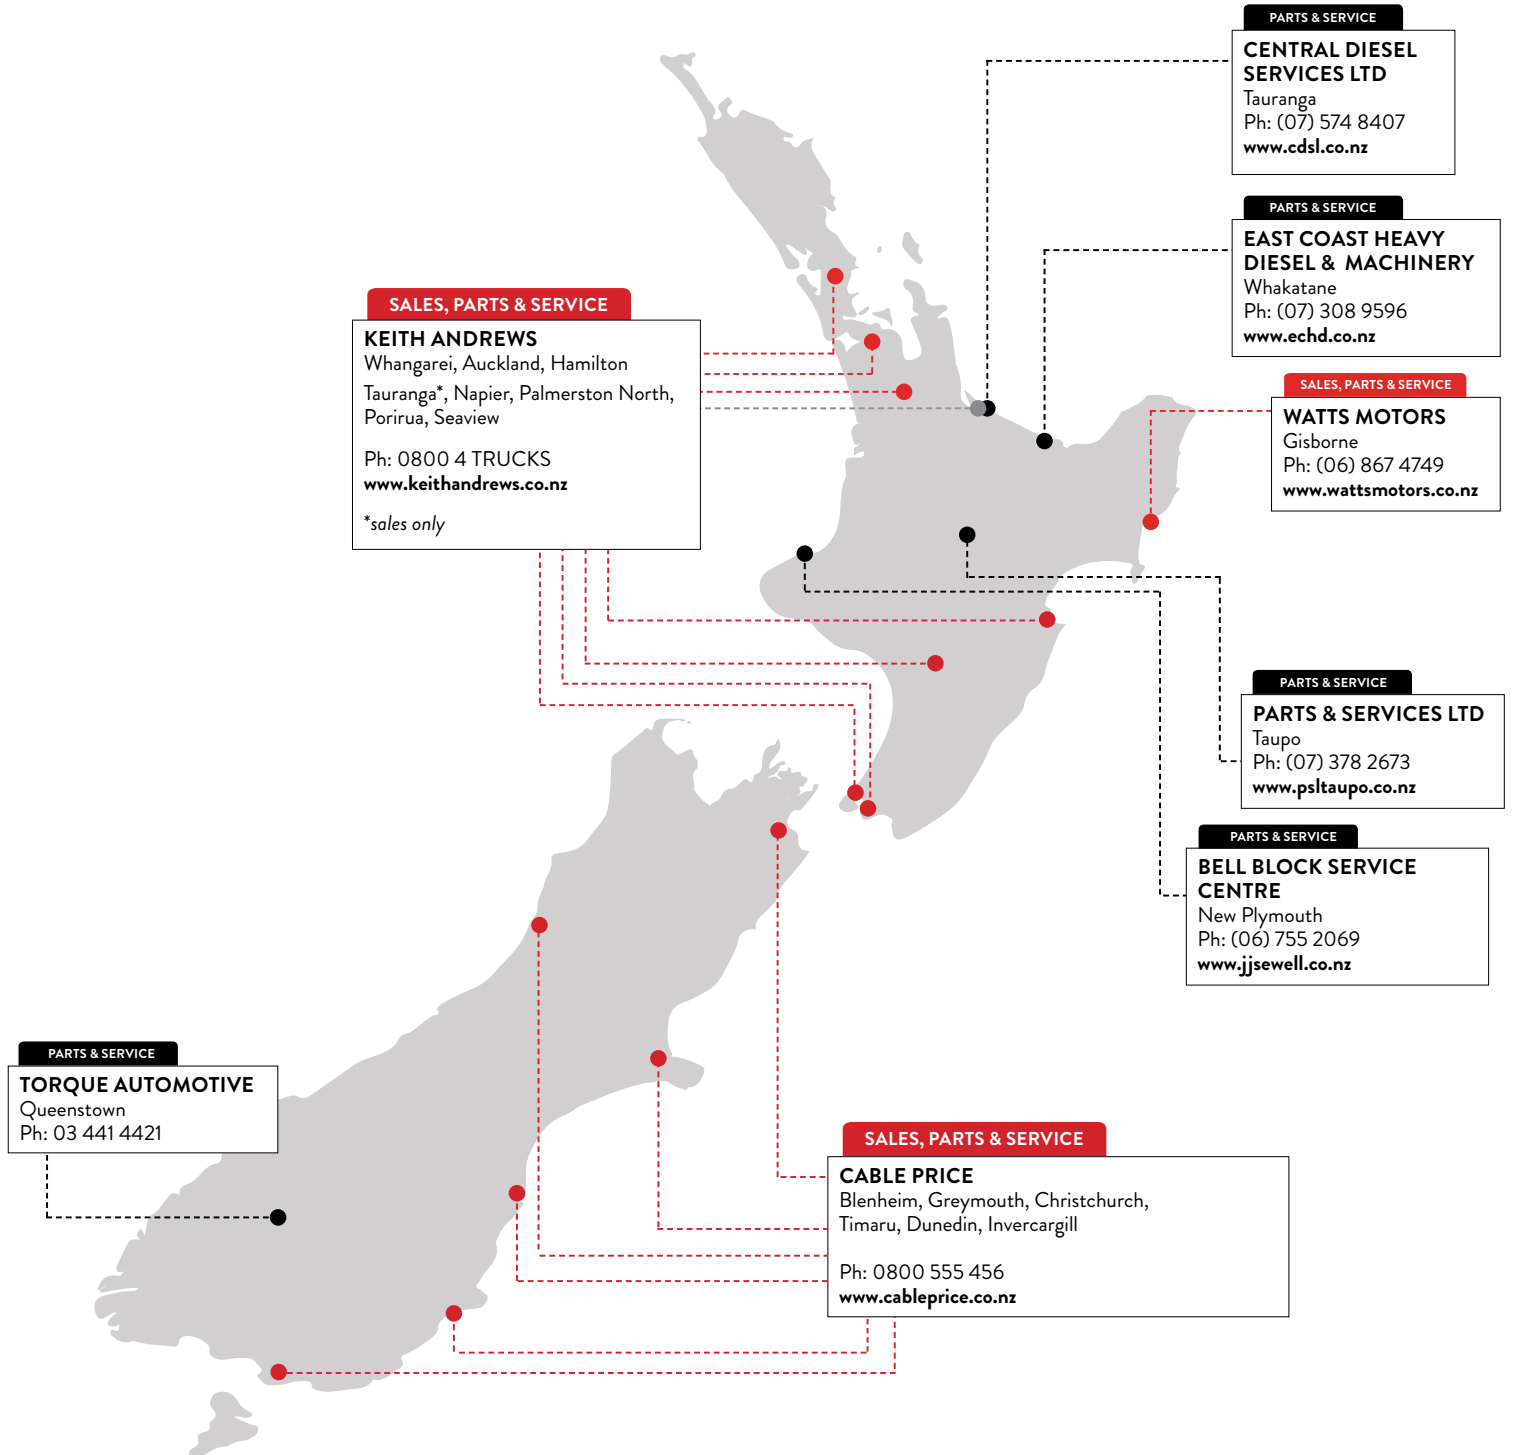 PARTS & SERVICE
CENTRAL DIESEL
SERVICES LTD
Tauranga
Ph: (07) 574 8407
www.cdsl.co.nz
PARTS & SERVICE
EAST COAST HEAVY
DIESEL & MACHINERY
Whakatane
Ph: (07) 308 9596
www.echd.co.nz
SALES, PARTS & SERVICE
KEITH ANDREWS
Whangarei, Auckland, Hamilton
Tauranga*, Napier, Palmerston North,
Porirua, Seaview
Ph: 0800 4 TRUCKS
www.keithandrews.co.nz
*sales only
SALES, PARTS & SERVICE
WATTS MOTORS
Gisborne
Ph: (06) 867 4749
www.wattsmotors.co.nz
PARTS & SERVICE
PARTS & SERVICES LTD
Taupo
Ph: (07) 378 2673
www.psltaupo.co.nz
PARTS & SERVICE
BELL BLOCK SERVICE
CENTRE
New Plymouth
Ph: (06) 755 2069
www.jjsewell.co.nz
PARTS & SERVICE
TORQUE AUTOMOTIVE
Queenstown
Ph: 03 441 4421
SALES, PARTS & SERVICE
CABLE PRICE
Blenheim, Greymouth, Christchurch,
Timaru, Dunedin, Invercargill
Ph: 0800 555 456
www.cableprice.co.nz